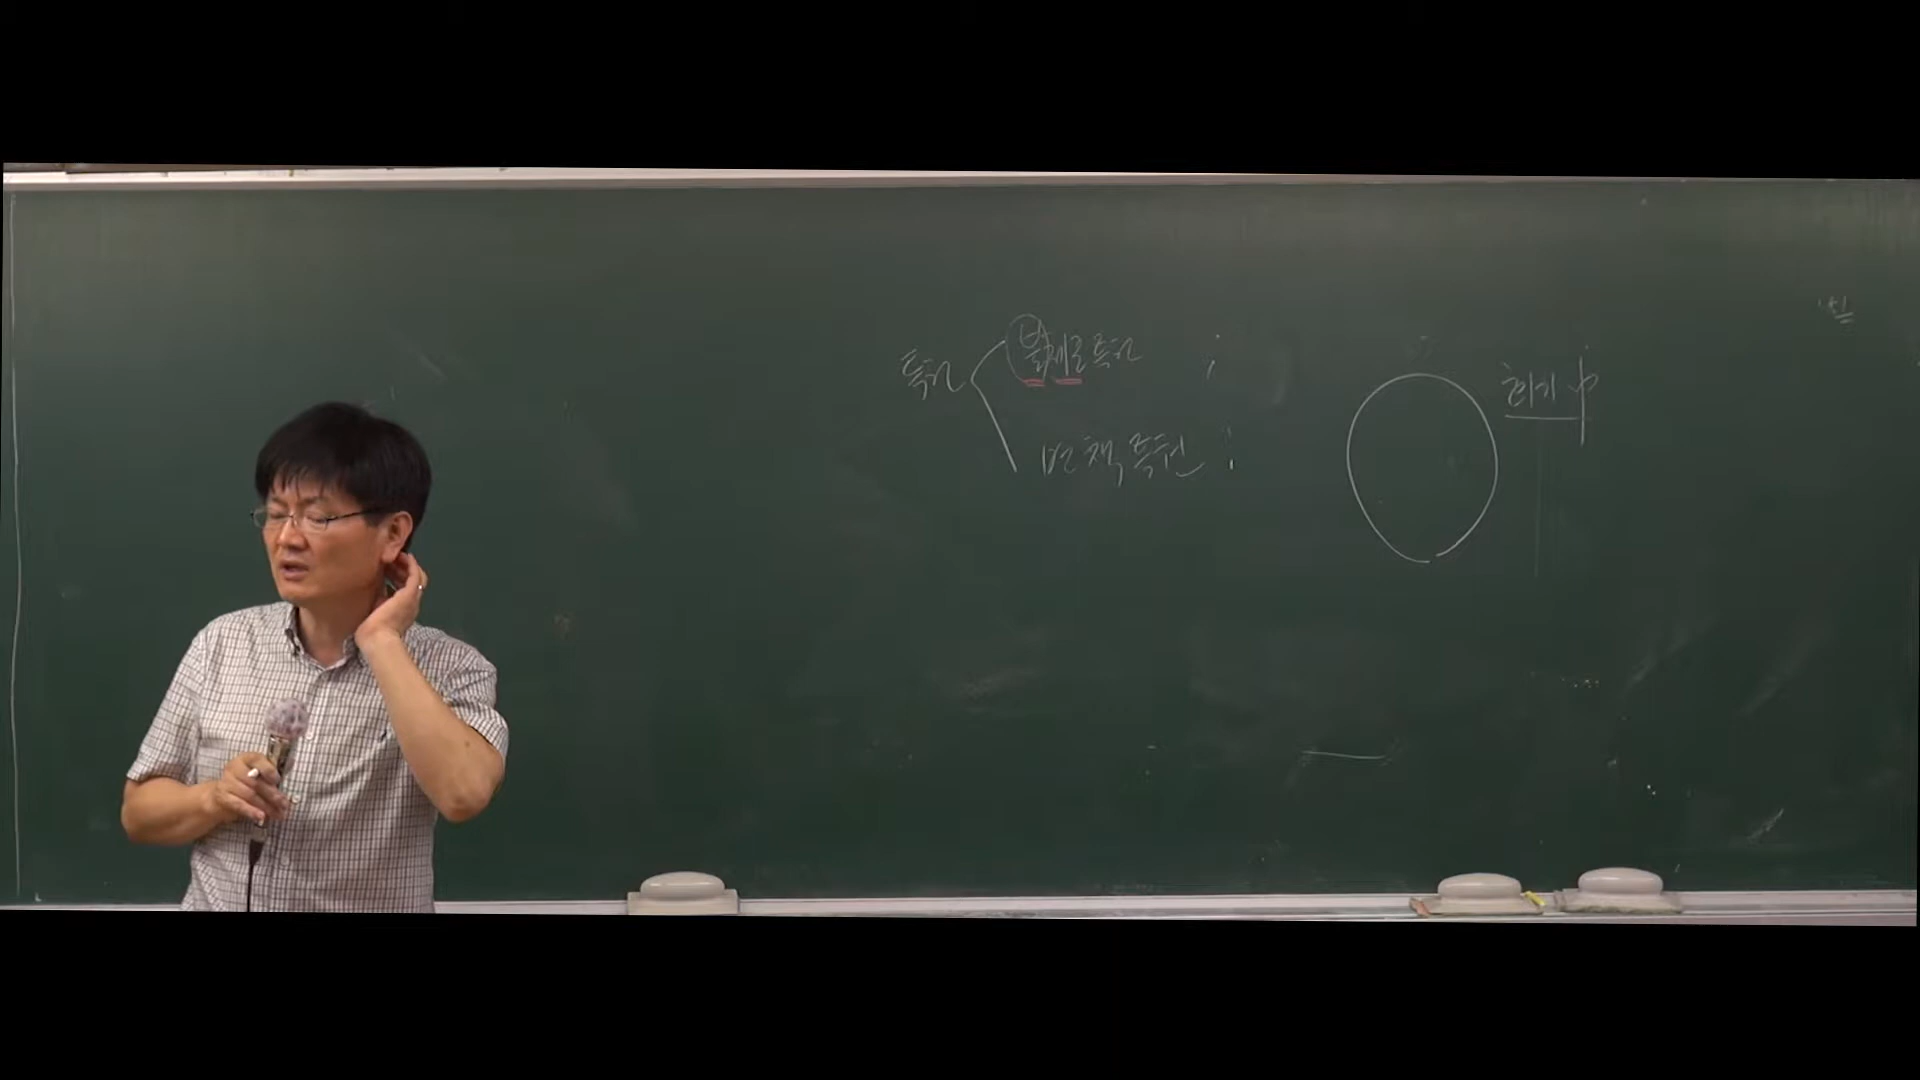 특권
불체포특권 ;
면책특권 ;
회기中